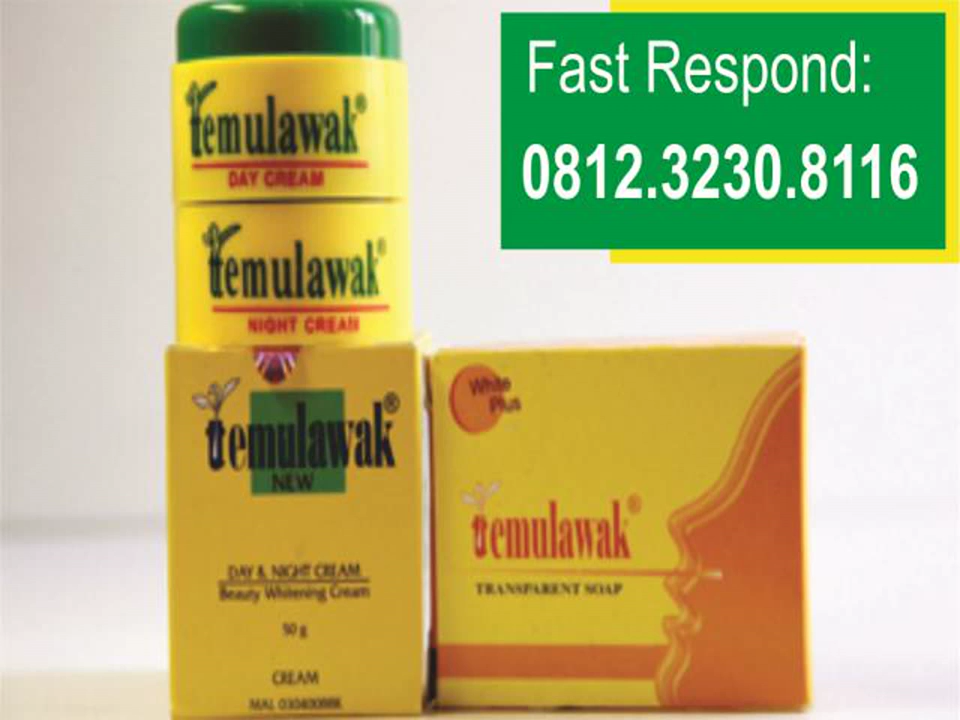 Fast Respond:
0812.3230.8116
temulawak®
DAY CREAM
temulawak®
NIGHT CREAM
temulawak®
NEW
DAY & NIGHT CREAM
Beauty Whitening Cream
50 g
CREAM
White
Plus
temulawak®
TRANSPARENT SOAP